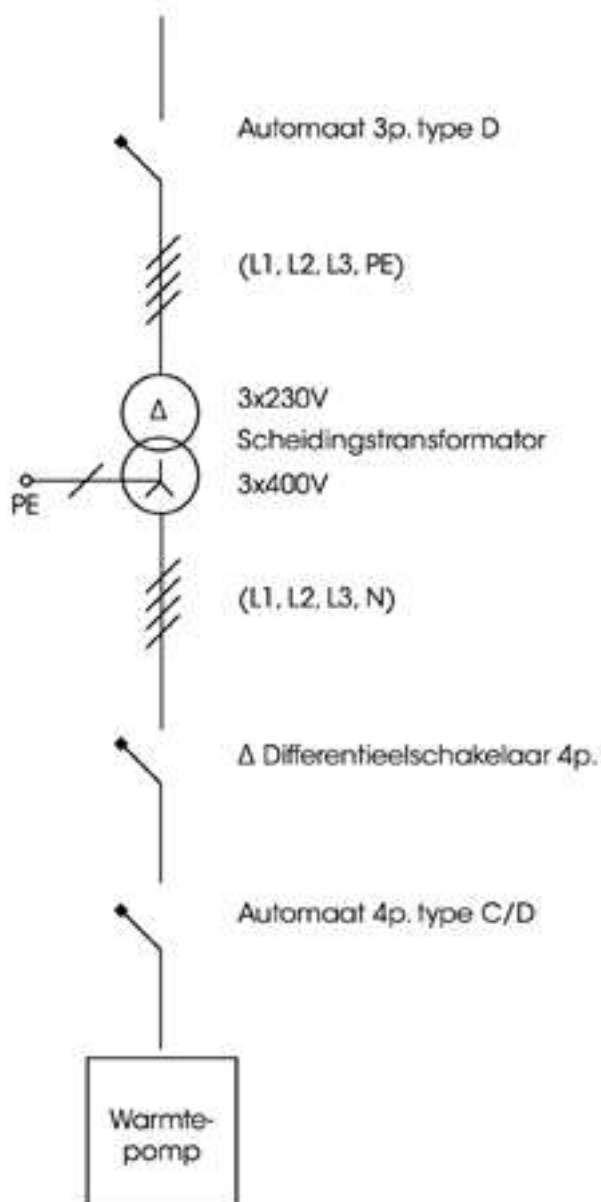 Automaat 3p. type D
(L1, L2, L3, PE)
Δ
3x230V
Scheidingstransformator
3x400V
PE
(L1, L2, L3, N)
Δ Differentieelschakelaar 4p.
Automaat 4p. type C/D
Warmte-
pomp